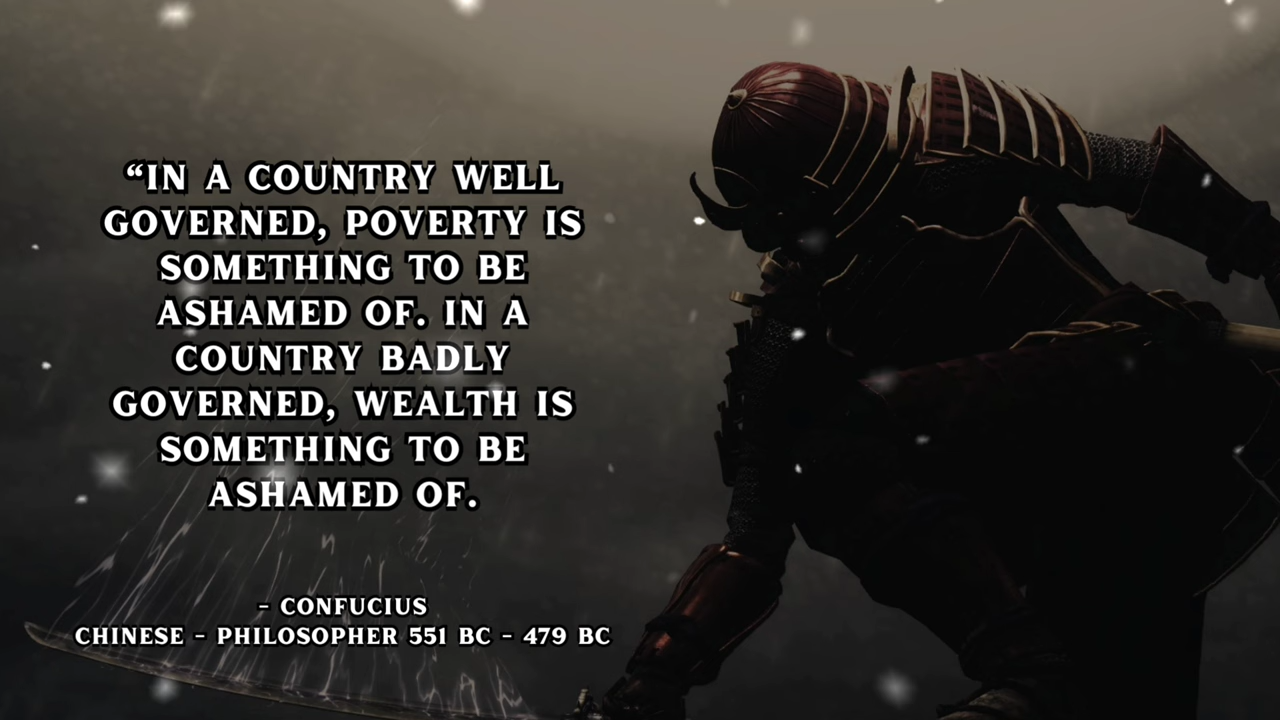 “IN A COUNTRY WELL
GOVERNED, POVERTY IS
SOMETHING TO BE
ASHAMED OF. IN A
COUNTRY BADLY
GOVERNED, WEALTH IS
SOMETHING TO BE
ASHAMED OF.
- CONFUCIUS
CHINESE - PHILOSOPHER 551 BC - 479 BC